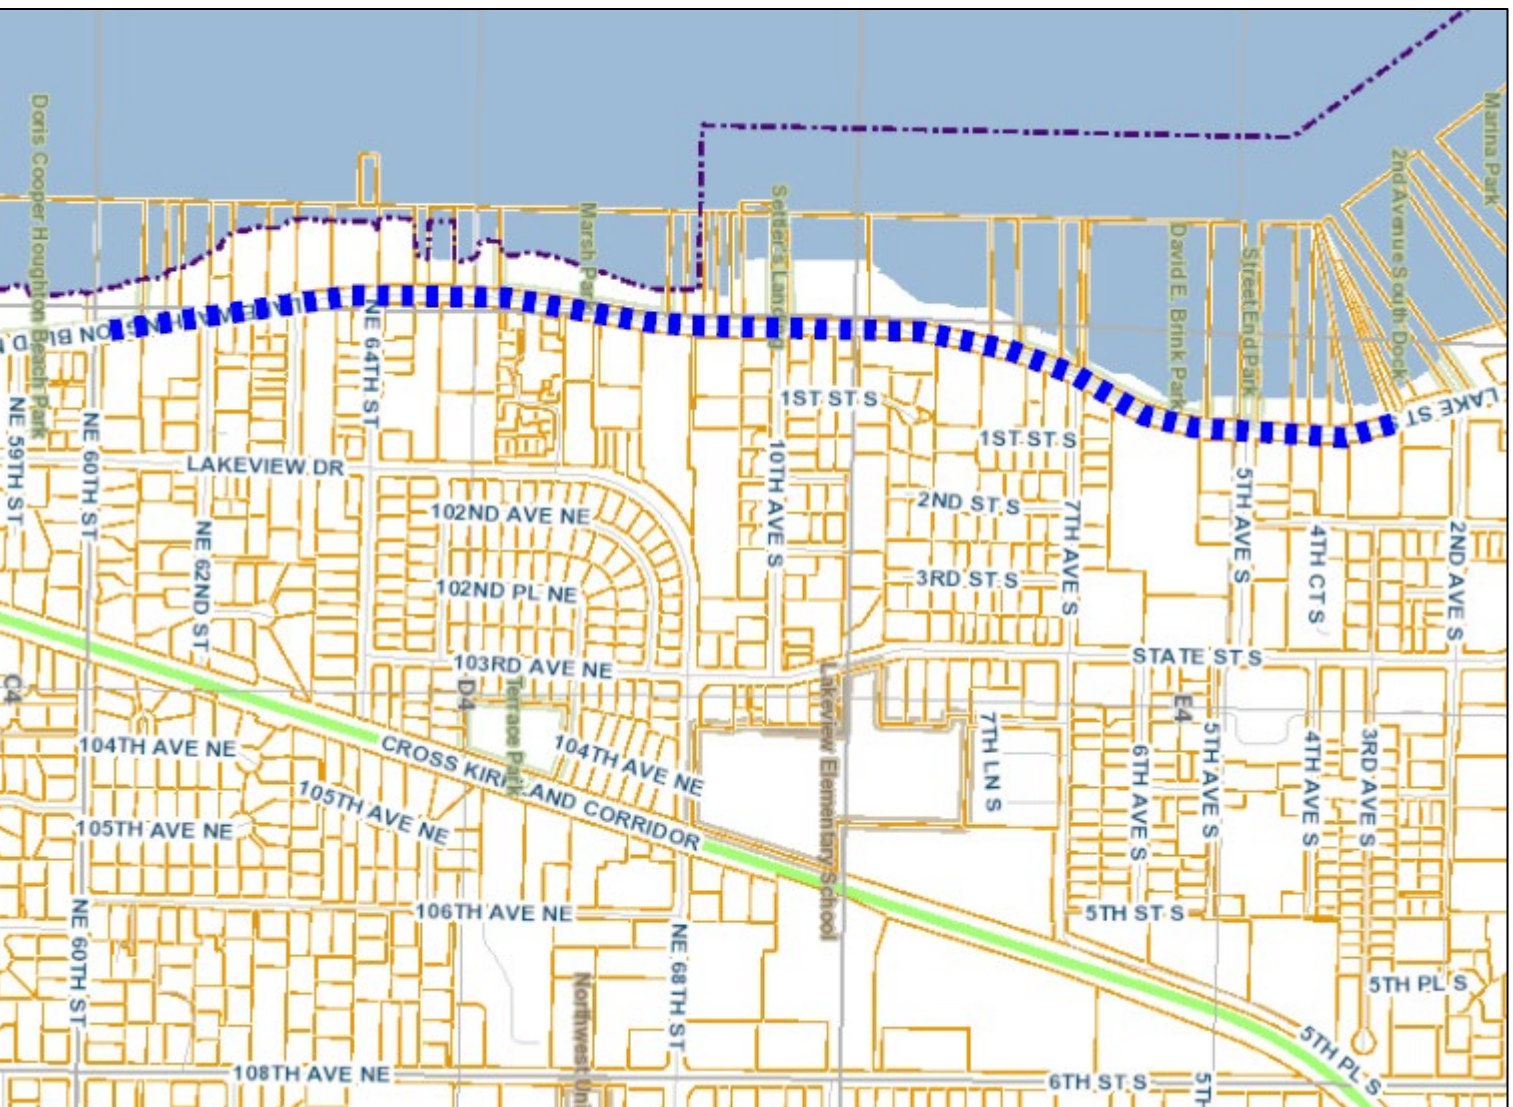 Doris Cooper Houghton Beach Park
Marsh Park
Settler's Landing
David E. Brink Park
Street End Park
2nd Avenue South Dock
Marina Park
LAKE ST S
NE 59TH ST
NE 60TH ST
NE 62ND ST
NE 64TH ST
LAKEVIEW DR
102ND AVE NE
102ND PL NE
103RD AVE NE
1ST ST S
10TH AVE S
1ST ST S
2ND ST S
3RD ST S
7TH AVE S
5TH AVE S
4TH CT S
2ND AVE S
STATE ST S
C4
D4
E4
Terrace Park
Lakeview Elementary School
104TH AVE NE
104TH AVE NE
CROSS KIRKLAND CORRIDOR
105TH AVE NE
105TH AVE NE
7TH LN S
6TH AVE S
5TH AVE S
4TH AVE S
3RD AVE S
106TH AVE NE
NE 60TH ST
NE 68TH ST
5TH ST S
5TH PL S
5TH PL S
Northwest Uni
108TH AVE NE
6TH ST S
5TH